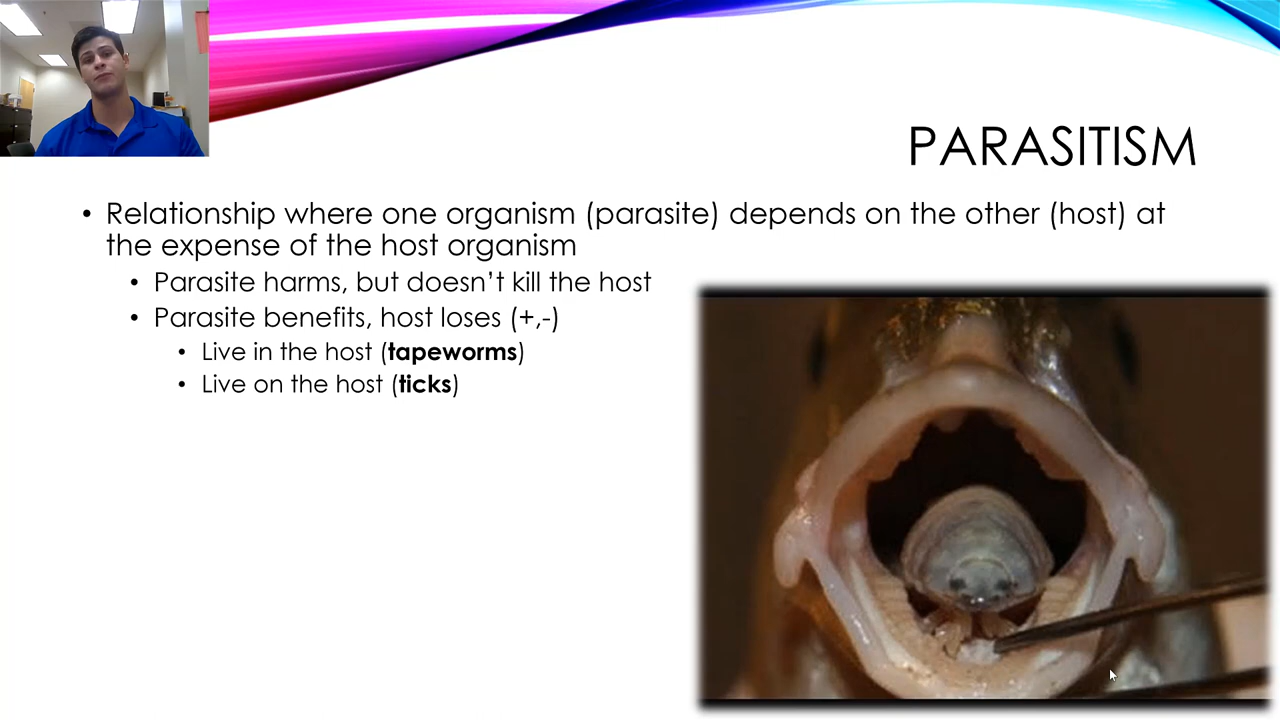 PARASITISM
• Relationship where one organism (parasite) depends on the other (host) at
the expense of the host organism
• Parasite harms, but doesn’t kill the host
• Parasite benefits, host loses (+,-)
• Live in the host (tapeworms)
• Live on the host (ticks)